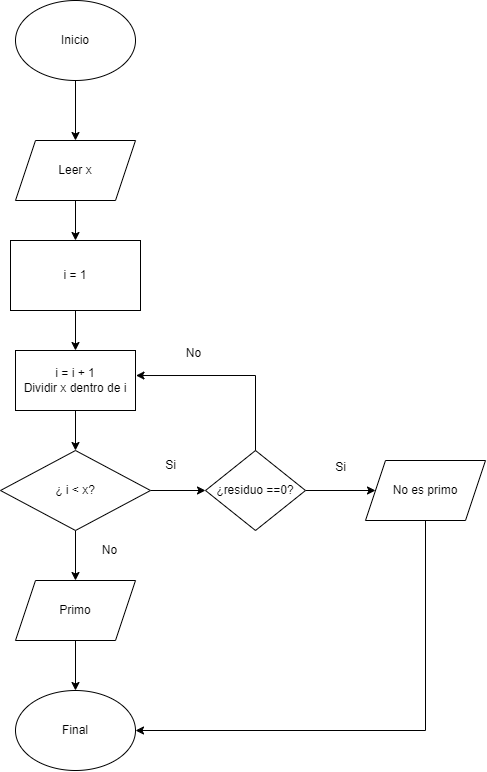 Inicio
Leer x
i = 1
i = i + 1
Dividir x dentro de i
No
¿ i < x?
Si
¿residuo ==0?
Si
No es primo
No
Primo
Final